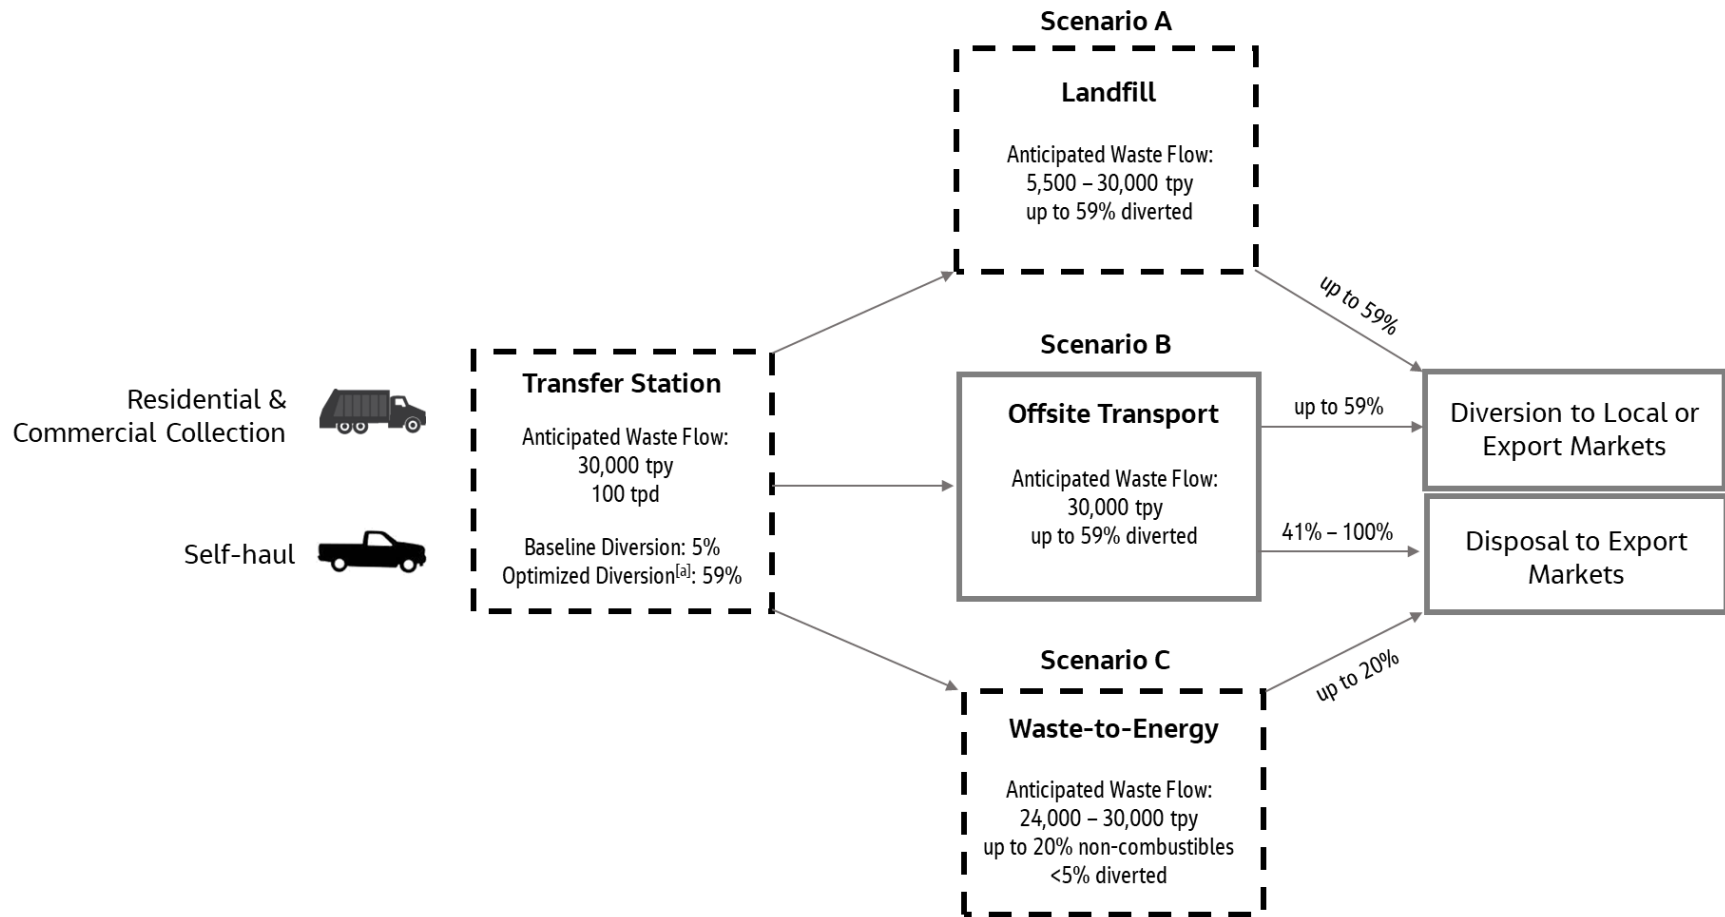 Residential &
Commercial Collection
Self-haul
Transfer Station
Anticipated Waste Flow:
30,000 tpy
100 tpd
Baseline Diversion: 5%
Optimized Diversion[a]: 59%
Scenario A
Landfill
Anticipated Waste Flow:
5,500 – 30,000 tpy
up to 59% diverted
up to 59%
Scenario B
Offsite Transport
Anticipated Waste Flow:
30,000 tpy
up to 59% diverted
up to 59%
41% – 100%
Scenario C
Waste-to-Energy
Anticipated Waste Flow:
24,000 – 30,000 tpy
up to 20% non-combustibles
<5% diverted
up to 20%
Diversion to Local or
Export Markets
Disposal to Export
Markets